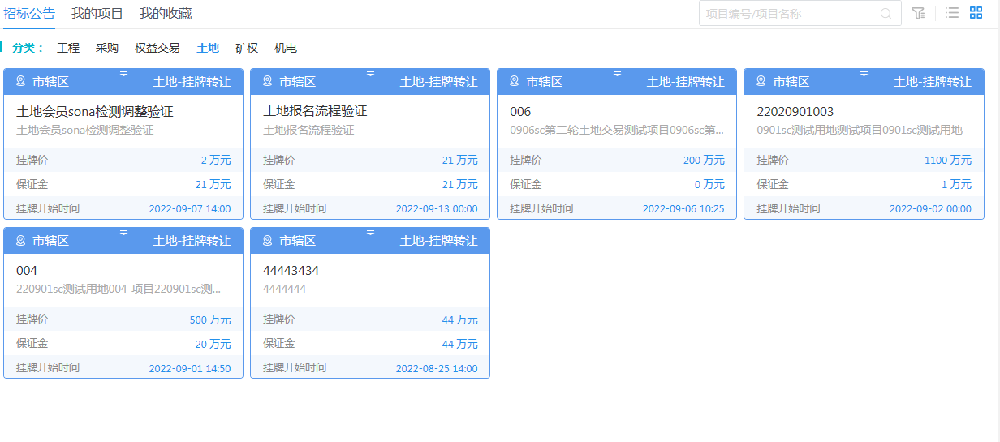 招标公告 我的项目 我的收藏 项目编号/项目名称
分类： 工程 采购 权益交易 土地 矿权 机电
市辖区 土地-挂牌转让
土地会员sona检测调整验证
土地会员sona检测调整验证
挂牌价 2 万元
保证金 21 万元
挂牌开始时间 2022-09-07 14:00
市辖区 土地-挂牌转让
土地报名流程验证
土地报名流程验证
挂牌价 21 万元
保证金 21 万元
挂牌开始时间 2022-09-13 00:00
市辖区 土地-挂牌转让
006
0906sc第二轮土地交易测试项目0906sc第...
挂牌价 200 万元
保证金 0 万元
挂牌开始时间 2022-09-06 10:25
市辖区 土地-挂牌转让
22020901003
0901sc测试用地测试项目0901sc测试用地
挂牌价 1100 万元
保证金 1 万元
挂牌开始时间 2022-09-02 00:00
市辖区 土地-挂牌转让
004
220901sc测试用地004-项目220901sc测...
挂牌价 500 万元
保证金 20 万元
挂牌开始时间 2022-09-01 14:50
市辖区 土地-挂牌转让
44443434
4444444
挂牌价 44 万元
保证金 44 万元
挂牌开始时间 2022-08-25 14:00